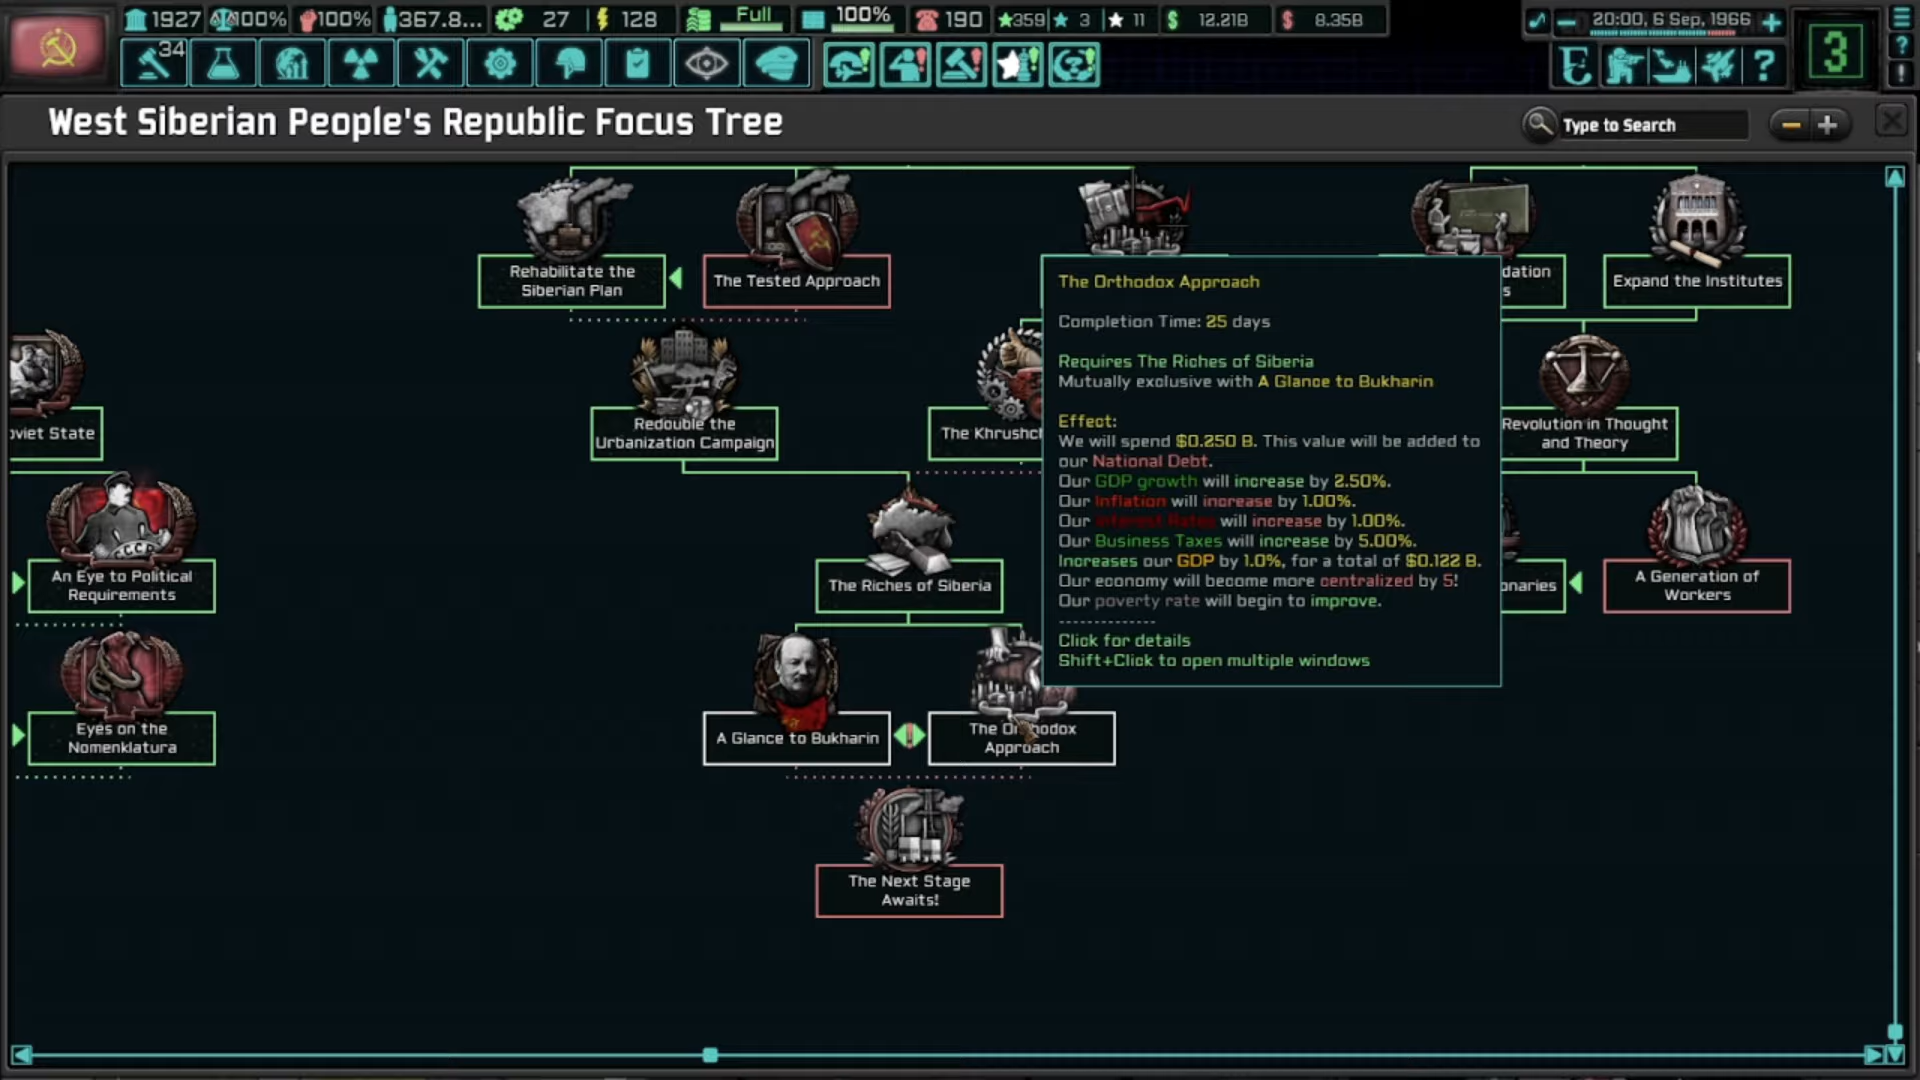 1927 100% 100% 367.8... 27 128 Full 100% 190 359 3 11 $ 12.21B $ 8.35B 20:00, 6 Sep, 1966
34
3
West Siberian People's Republic Focus Tree
Type to Search
Rehabilitate the
Siberian Plan
The Tested Approach
Expand the Institutes
The Orthodox Approach
Completion Time: 25 days
Requires The Riches of Siberia
Mutually exclusive with A Glance to Bukharin
Effect:
We will spend $0.250 B. This value will be added to
our National Debt.
Our GDP growth will increase by 2.50%.
Our Inflation will increase by 1.00%.
Our Interest Rates will increase by 1.00%.
Our Business Taxes will increase by 5.00%.
Increases our GDP by 1.0%, for a total of $0.122 B.
Our economy will become more centralized by 5!
Our poverty rate will begin to improve.
--------------
Click for details
Shift+Click to open multiple windows
oviet State
Redouble the
Urbanization Campaign
The Khrushch
Revolution in Thought
and Theory
СССР
An Eye to Political
Requirements
The Riches of Siberia
onaries
A Generation of
Workers
Eyes on the
Nomenklatura
A Glance to Bukharin
The Orthodox
Approach
The Next Stage
Awaits!